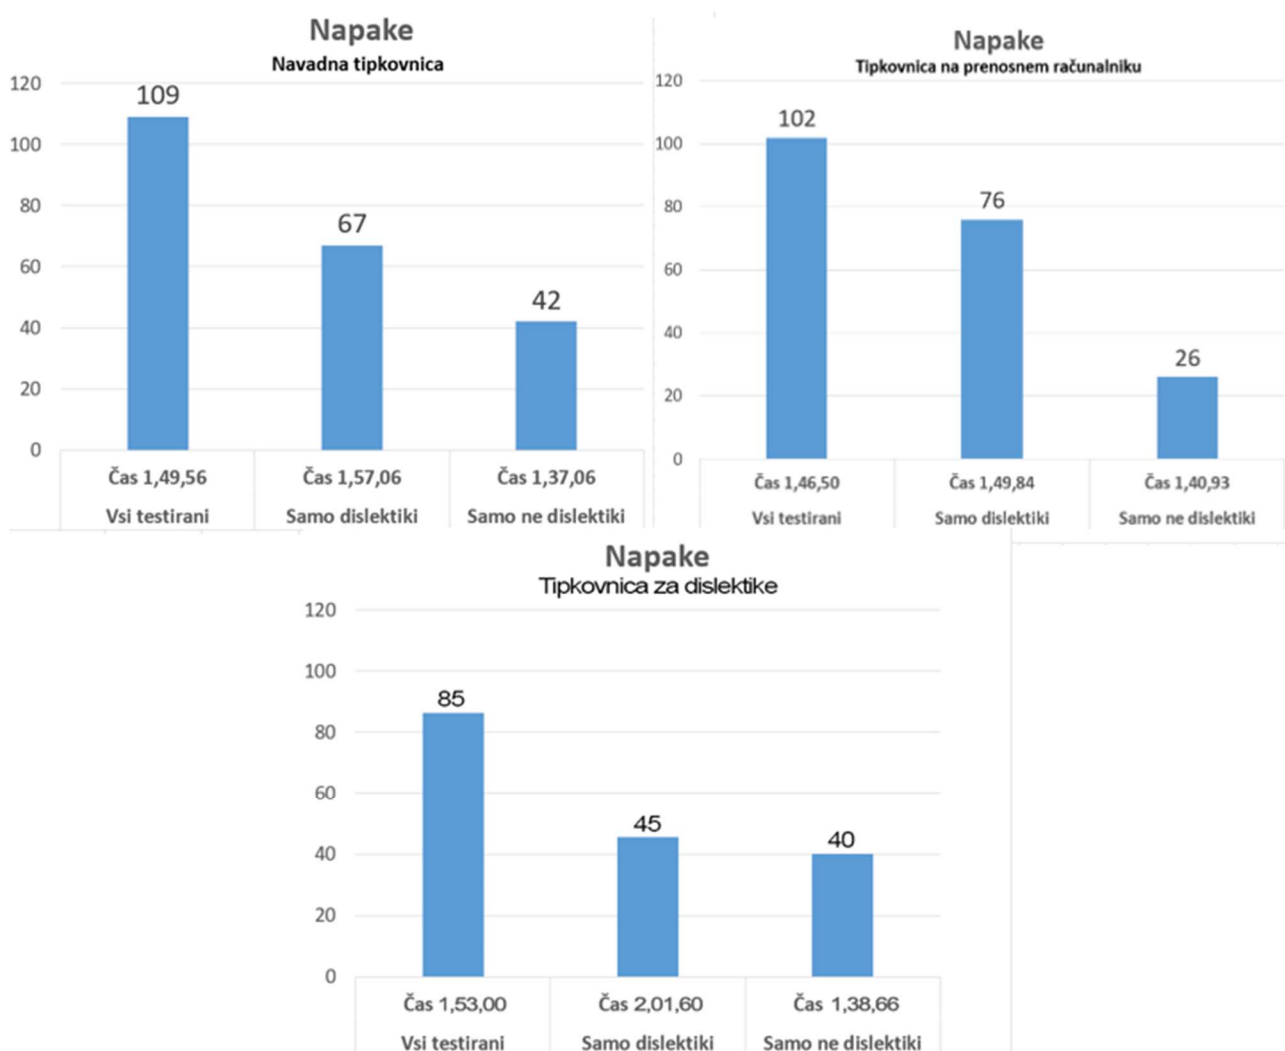 Napake
Navadna tipkovnica
120
100
80
60
40
20
0
109
67
42
Čas 1,49,56 Čas 1,57,06 Čas 1,37,06
Vsi testirani Samo dislektiki Samo ne dislektiki
Napake
Tipkovnica na prenosnem računalniku
120
100
80
60
40
20
0
102
76
26
Čas 1,46,50 Čas 1,49,84 Čas 1,40,93
Vsi testirani Samo dislektiki Samo ne dislektiki
Napake
Tipkovnica za dislektike
120
100
80
60
40
20
0
85
45
40
Čas 1,53,00 Čas 2,01,60 Čas 1,38,66
Vsi testirani Samo dislektiki Samo ne dislektiki